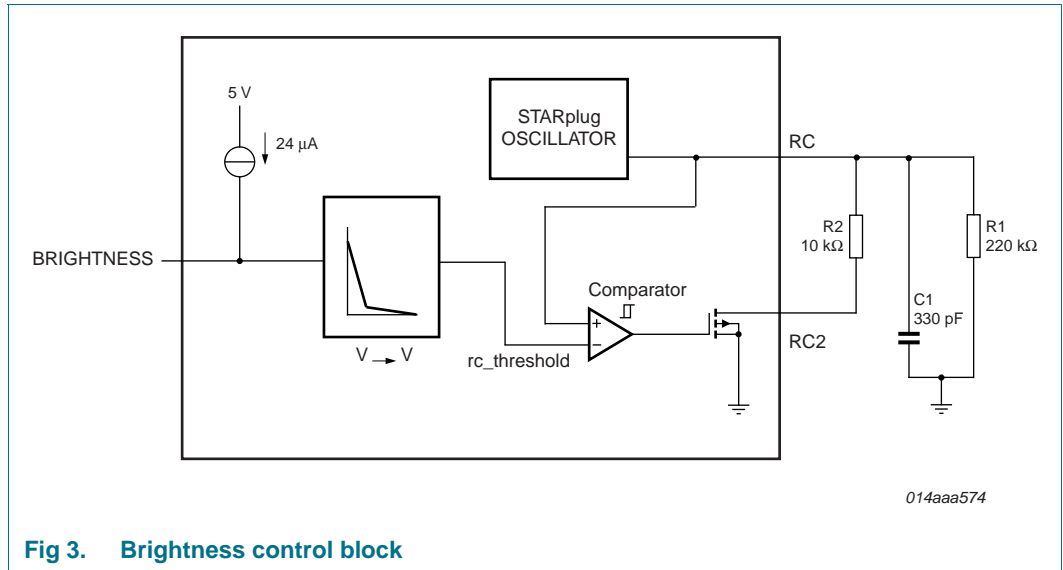 5 V
24 μA
STARplug
OSCILLATOR
RC
BRIGHTNESS
V → V
rc_threshold
Comparator
+
−
RC2
R2
10 kΩ
C1
330 pF
R1
220 kΩ
014aaa574
Fig 3. Brightness control block